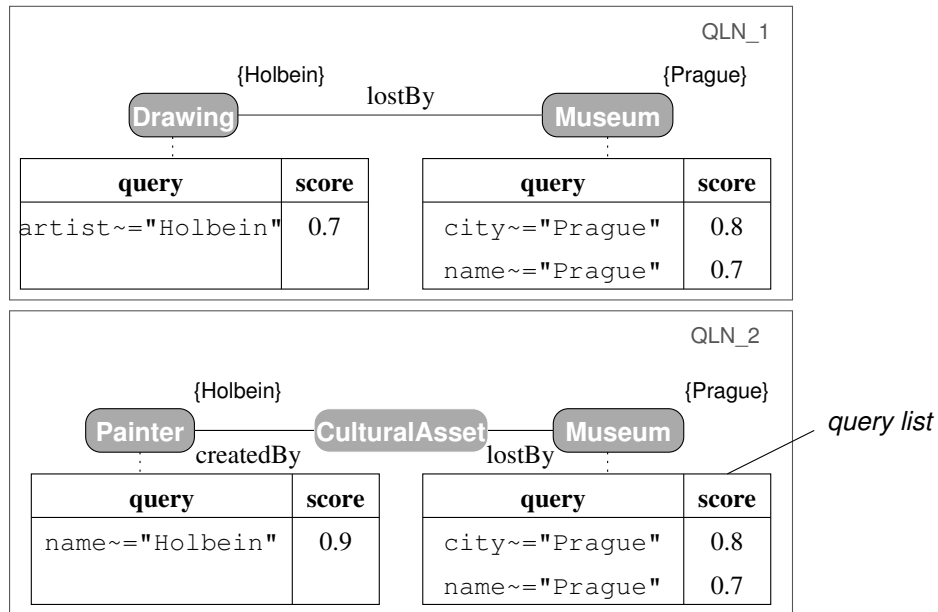 QLN_1
{Holbein} {Prague}
lostBy
Drawing Museum
query score query score
artist~="Holbein" 0.7 city~="Prague" 0.8
name~="Prague" 0.7
QLN_2
{Holbein} {Prague}
Painter CulturalAsset Museum query list
createdBy lostBy
query score query score
name~="Holbein" 0.9 city~="Prague" 0.8
name~="Prague" 0.7